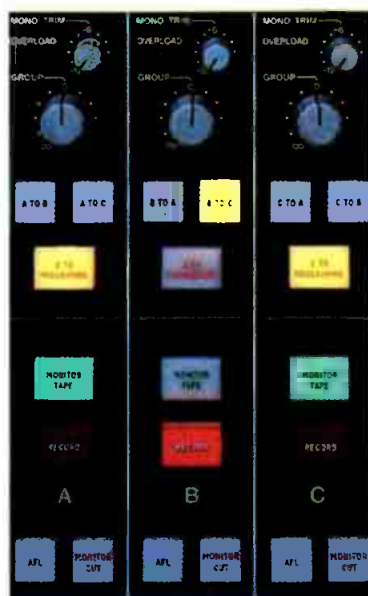 MONO TRIM
OVERLOAD
GROUP
A TO B
A TO C
MONITOR
TAPE
RECORD
A
AFL
MONITOR
CUT
MONO TRIM
OVERLOAD
GROUP
B TO A
B TO C
MONITOR
TAPE
RECORD
B
AFL
MONITOR
CUT
MONO TRIM
OVERLOAD
GROUP
C TO A
C TO B
MONITOR
TAPE
RECORD
C
AFL
MONITOR
CUT